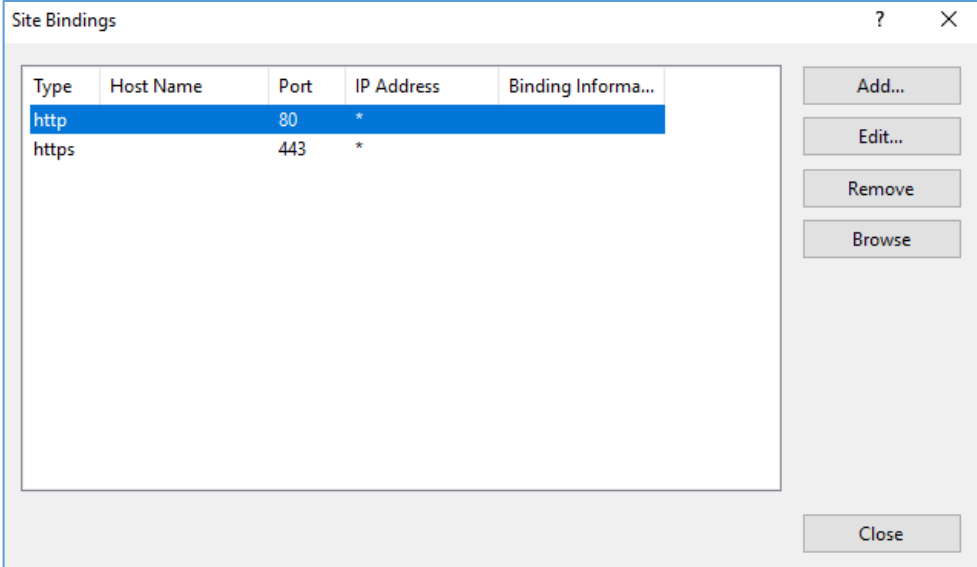 Site Bindings ? ×
Type Host Name Port IP Address Binding Informa...
http 80 *
https 443 *
Add...
Edit...
Remove
Browse
Close